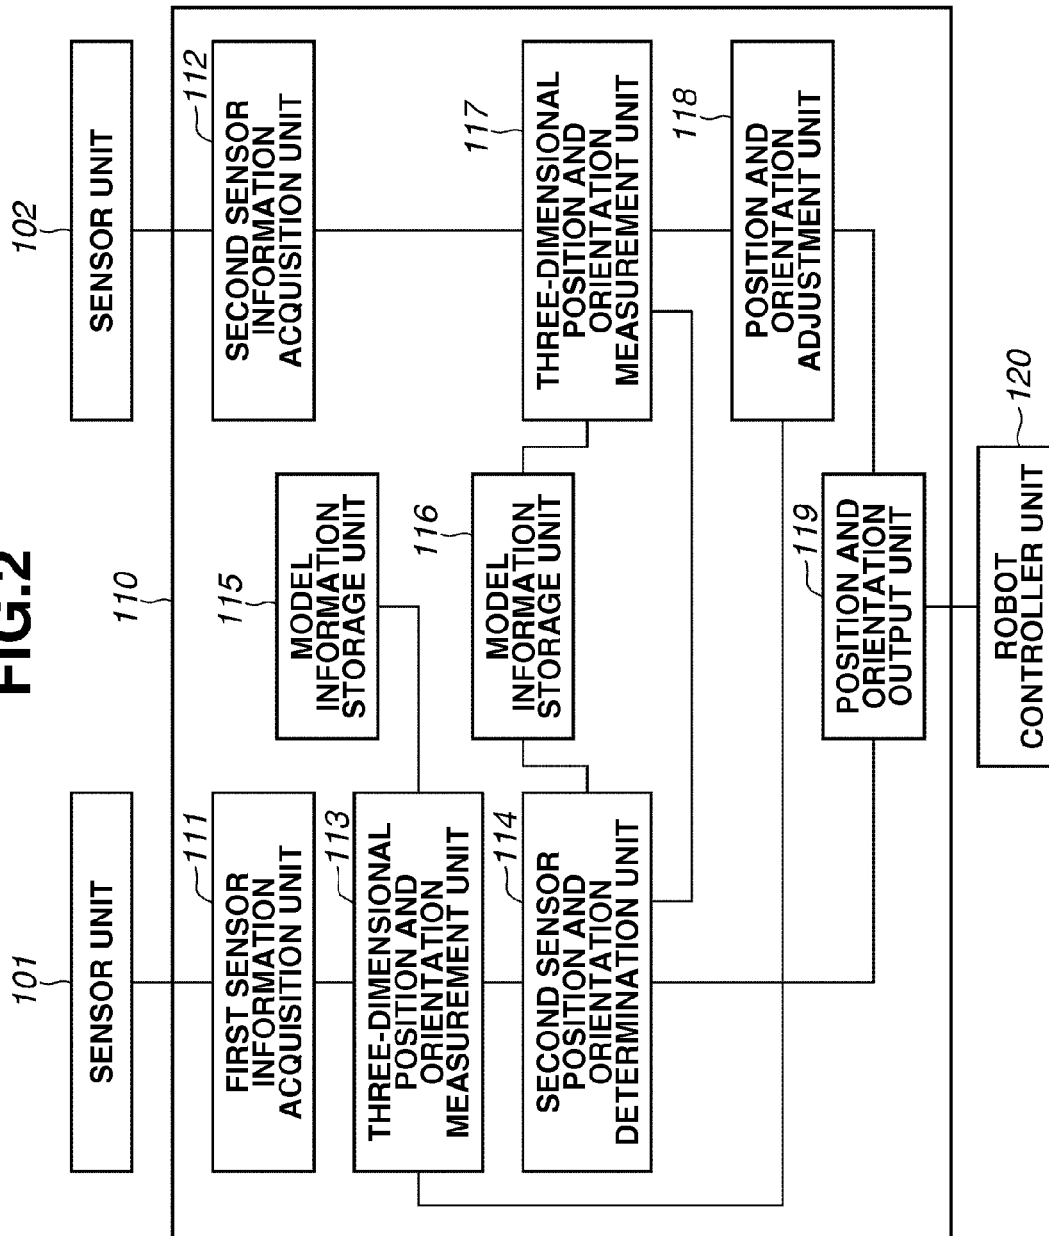 FIG.2
101
SENSOR UNIT
102
SENSOR UNIT
110
111
FIRST SENSOR
INFORMATION
ACQUISITION UNIT
112
SECOND SENSOR
INFORMATION
ACQUISITION UNIT
113
THREE-DIMENSIONAL
POSITION AND
ORIENTATION
MEASUREMENT UNIT
115
MODEL
INFORMATION
STORAGE UNIT
114
SECOND SENSOR
POSITION AND
ORIENTATION
DETERMINATION UNIT
116
MODEL
INFORMATION
STORAGE UNIT
117
THREE-DIMENSIONAL
POSITION AND
ORIENTATION
MEASUREMENT UNIT
118
POSITION AND
ORIENTATION
ADJUSTMENT UNIT
119
POSITION AND
ORIENTATION
OUTPUT UNIT
120
ROBOT
CONTROLLER UNIT